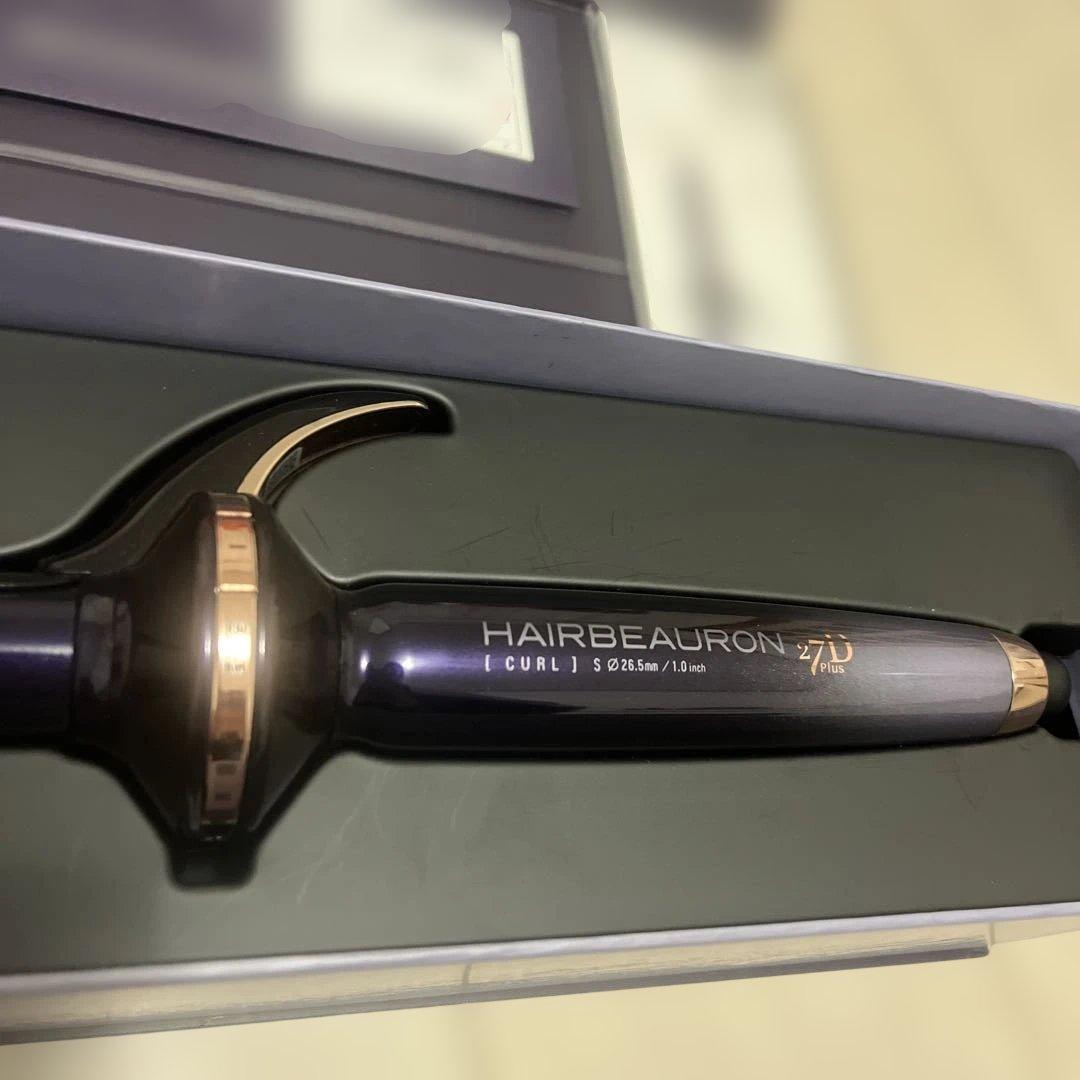 HAIRBEAURON 27D Plus
[ CURL ] S Ø26.5mm / 1.0 inch